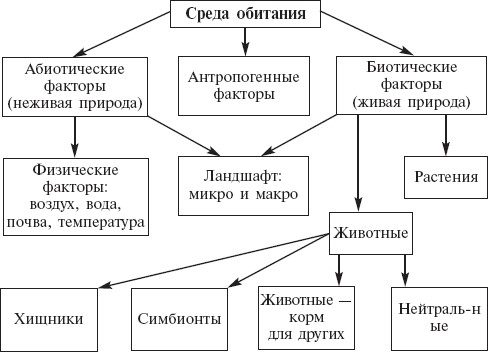 Среда обитания
Абиотические
факторы
(неживая природа)
Антропогенные
факторы
Биотические
факторы
(живая природа)
Физические
факторы:
воздух, вода,
почва, температура
Ландшафт:
микро и макро
Растения
Животные
Хищники
Симбионты
Животные —
корм
для других
Нейтраль-н
ые